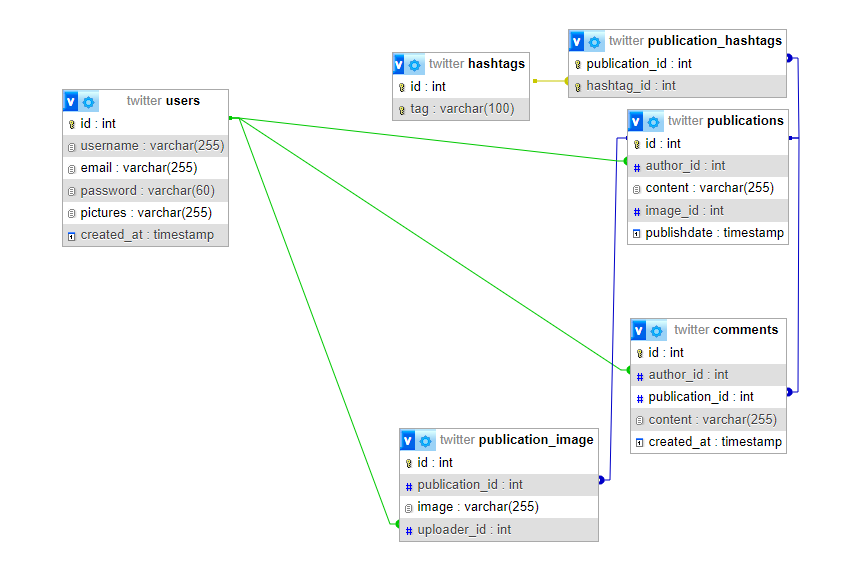 twitter users
id : int
username : varchar(255)
email : varchar(255)
password : varchar(60)
pictures : varchar(255)
created_at : timestamp
twitter hashtags
id : int
tag : varchar(100)
twitter publication_hashtags
publication_id : int
hashtag_id : int
twitter publications
id : int
author_id : int
content : varchar(255)
image_id : int
publishdate : timestamp
twitter comments
id : int
author_id : int
publication_id : int
content : varchar(255)
created_at : timestamp
twitter publication_image
id : int
publication_id : int
image : varchar(255)
uploader_id : int